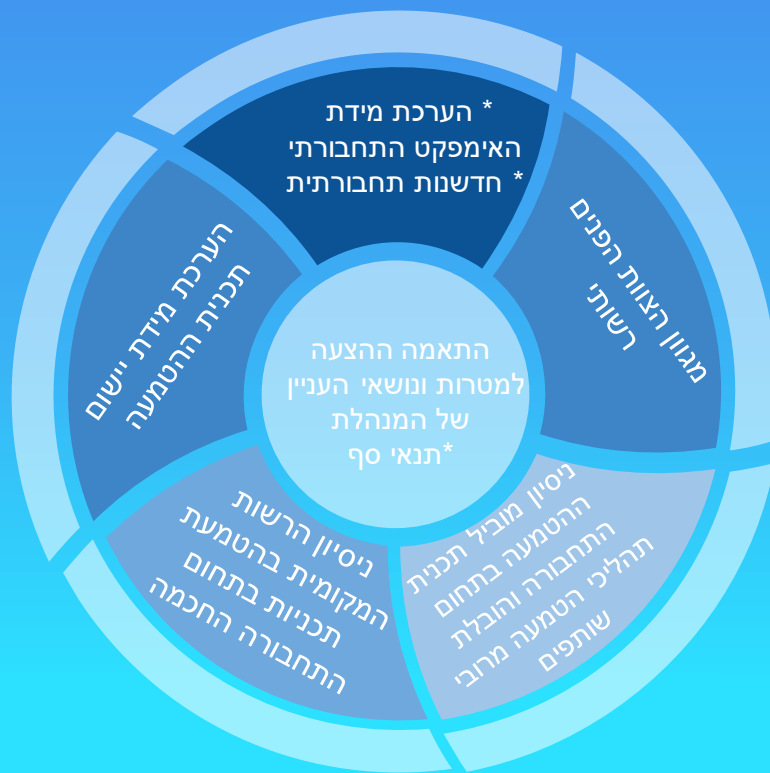 * הערכת מידת
האימפקט התחבורתי
* חדשנות תחבורתית
מגוון הצוות הפנים
רשותי
ניסיון מוביל תכנית
ההטמעה בתחום
התחבורה והובלת
תהליכי הטמעה מרובי
שותפים
ניסיון הרשות
המקומית בהטמעת
תכניות בתחום
התחבורה החכמה
הערכת מידת יישום
תכנית ההטמעה
התאמה ההצעה
למטרות ונושאי העניין
של המנהלת
*תנאי סף